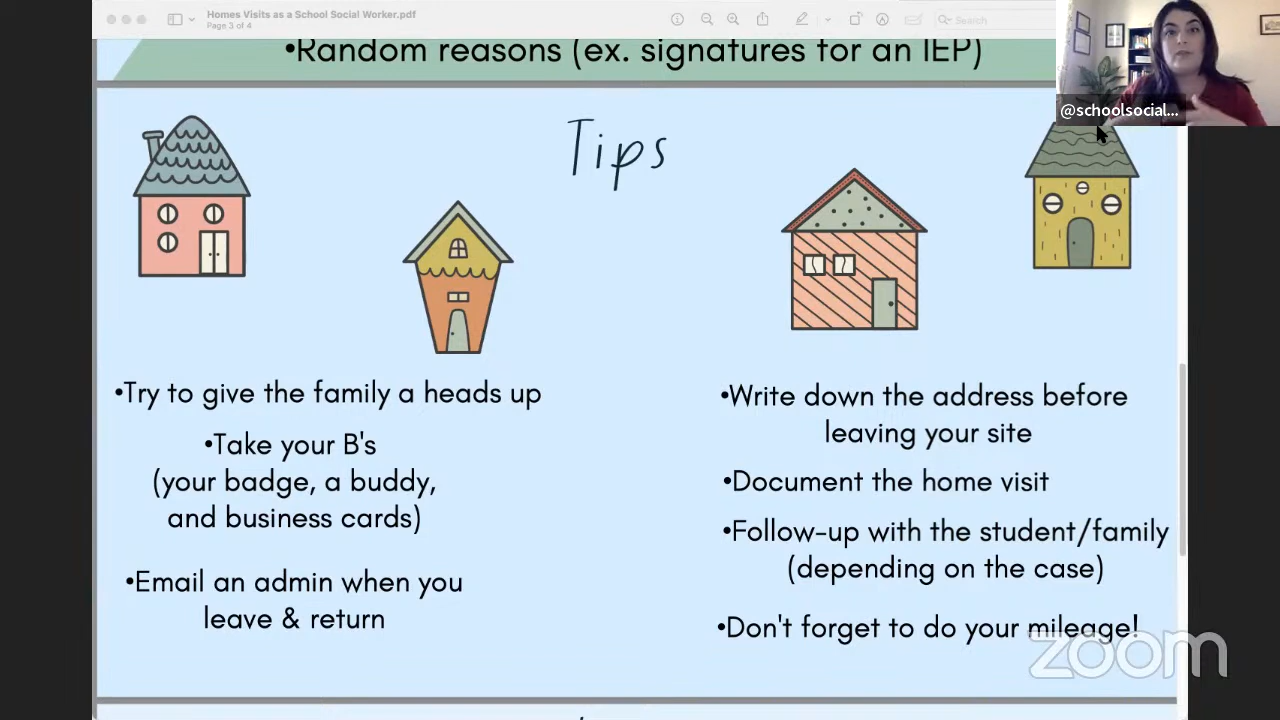 Homes Visits as a School Social Worker.pdf
Page 3 of 4
Search
@schoolsocial...
•Random reasons (ex. signatures for an IEP)
Tips
•Try to give the family a heads up
•Take your B's
(your badge, a buddy,
and business cards)
•Email an admin when you
leave & return
•Write down the address before
leaving your site
•Document the home visit
•Follow-up with the student/family
(depending on the case)
•Don't forget to do your mileage!
zoom